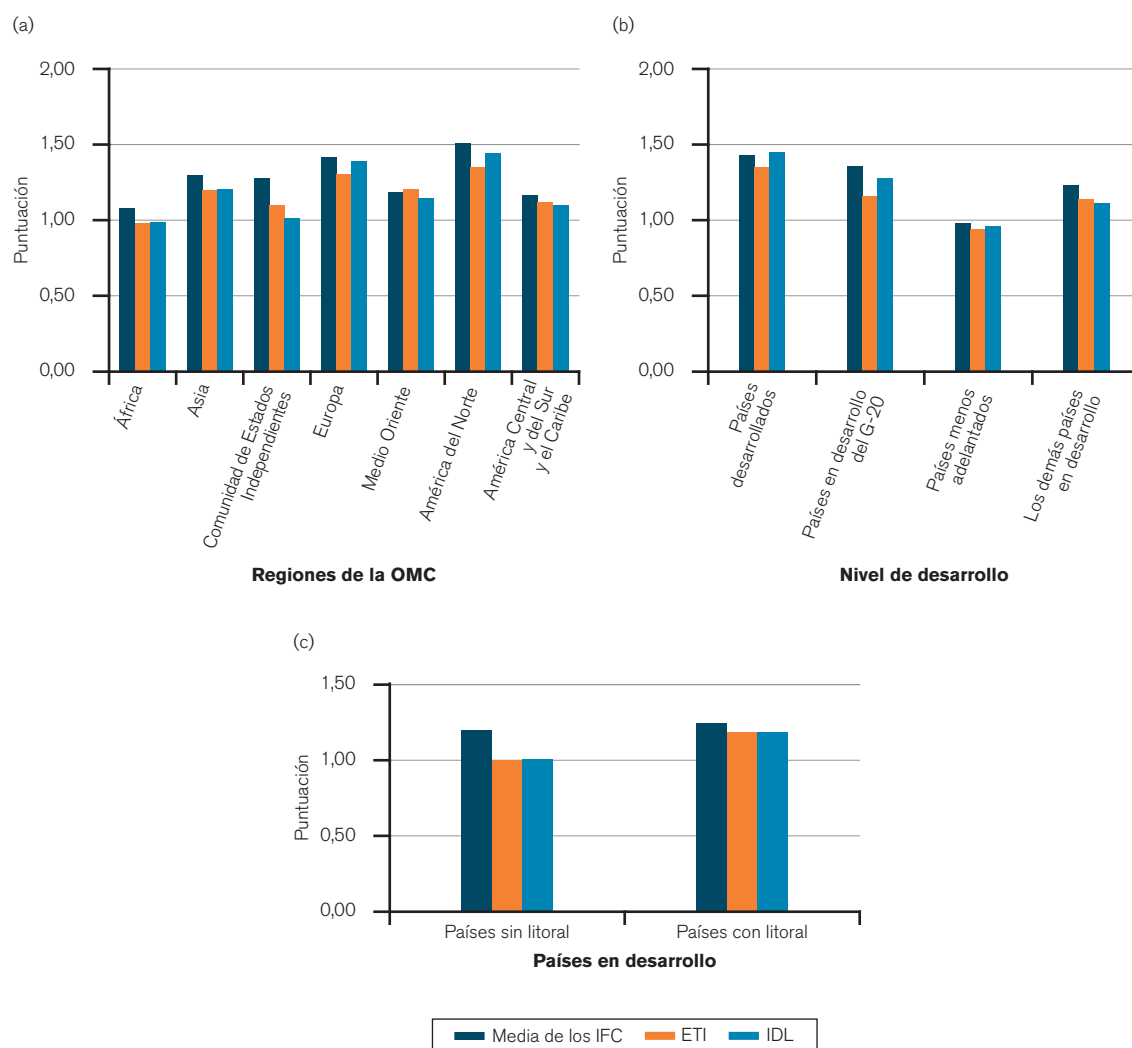 (a)
2,00
1,50
1,00
0,50
0,00
Puntuación
África
Asia
Comunidad de Estados
Independientes
Europa
Medio Oriente
América del Norte
América Central
y del Sur
y el Caribe
Regiones de la OMC
(b)
2,00
1,50
1,00
0,50
0,00
Puntuación
Países
desarrollados
Países en desarrollo
del G-20
Países menos
adelantados
Los demás países
en desarrollo
Nivel de desarrollo
(c)
1,50
1,00
0,50
0,00
Puntuación
Países sin litoral
Países con litoral
Países en desarrollo
Media de los IFC
ETI
IDL